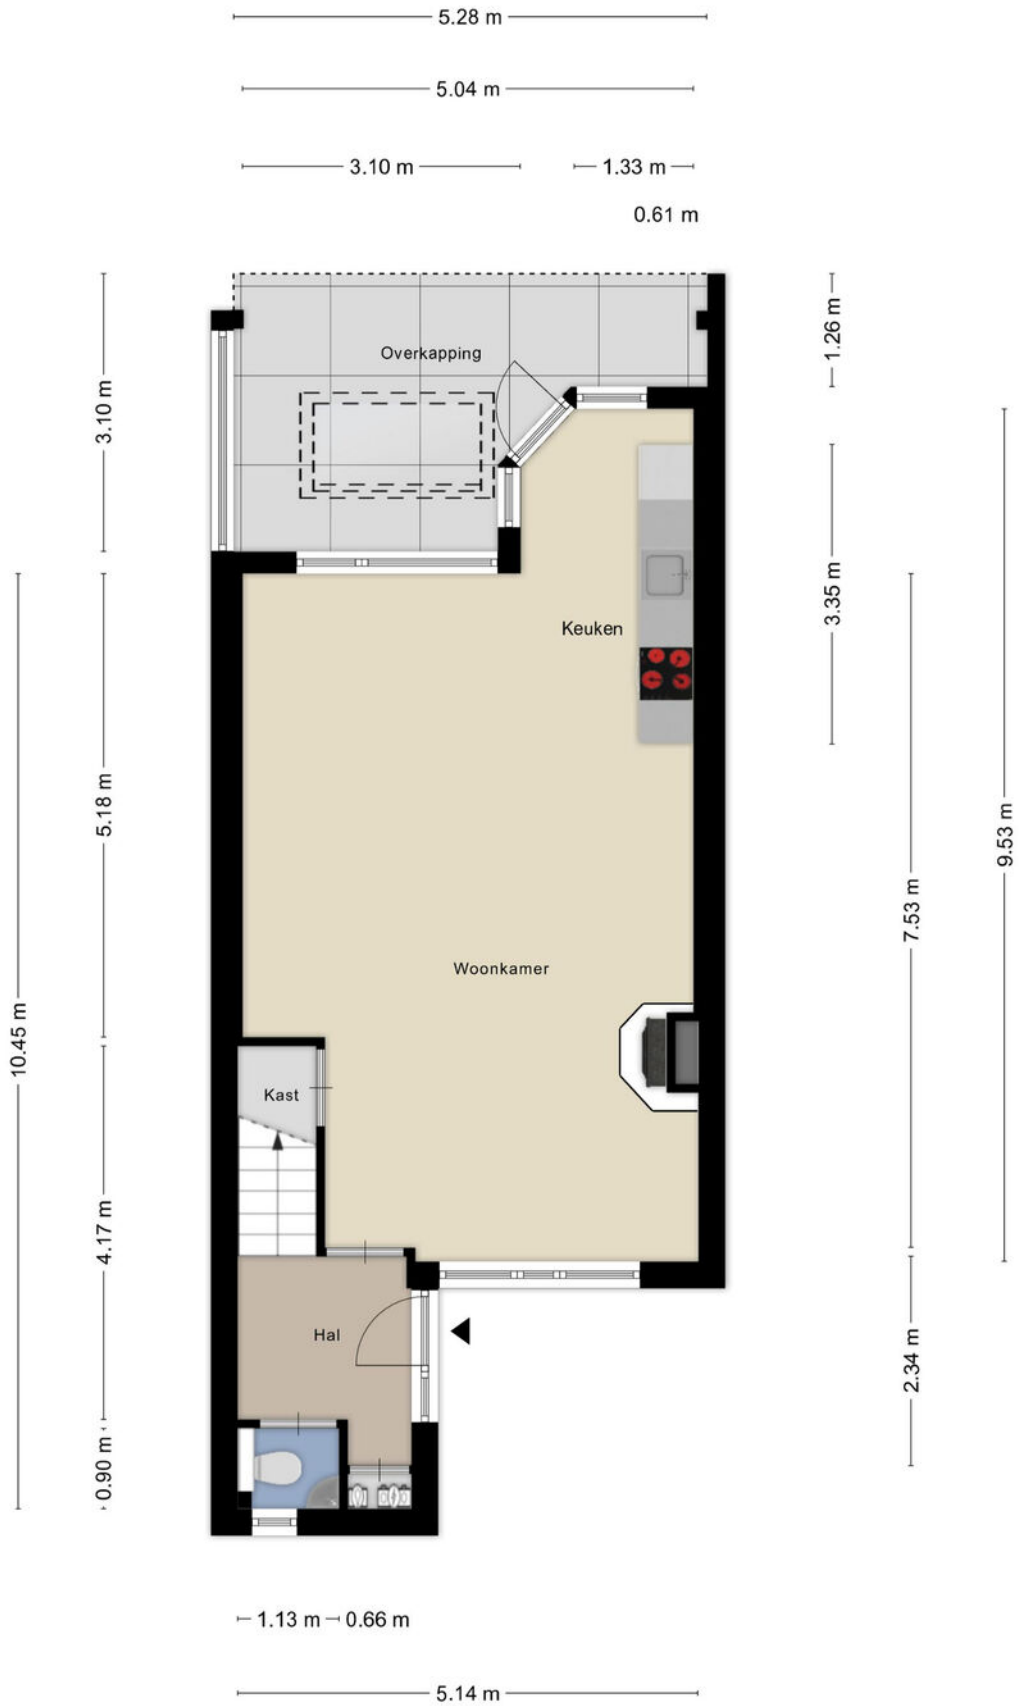 5.28 m
5.04 m
3.10 m
1.33 m
0.61 m
1.26 m
Overkapping
3.10 m
3.35 m
Keuken
5.18 m
9.53 m
7.53 m
Woonkamer
10.45 m
Kast
4.17 m
Hal
2.34 m
0.90 m
1.13 m
0.66 m
5.14 m